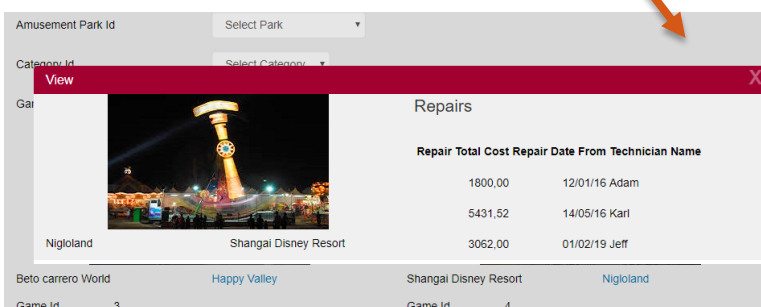 Amusement Park Id Select Park
Category Id Select Category
View X
Gar
Repairs
Repair Total Cost Repair Date From Technician Name
1800,00 12/01/16 Adam
5431,52 14/05/16 Karl
Nigloland Shangai Disney Resort 3062,00 01/02/19 Jeff
Beto carrero World Happy Valley Shangai Disney Resort Nigloland
Game Id 3 Game Id 4